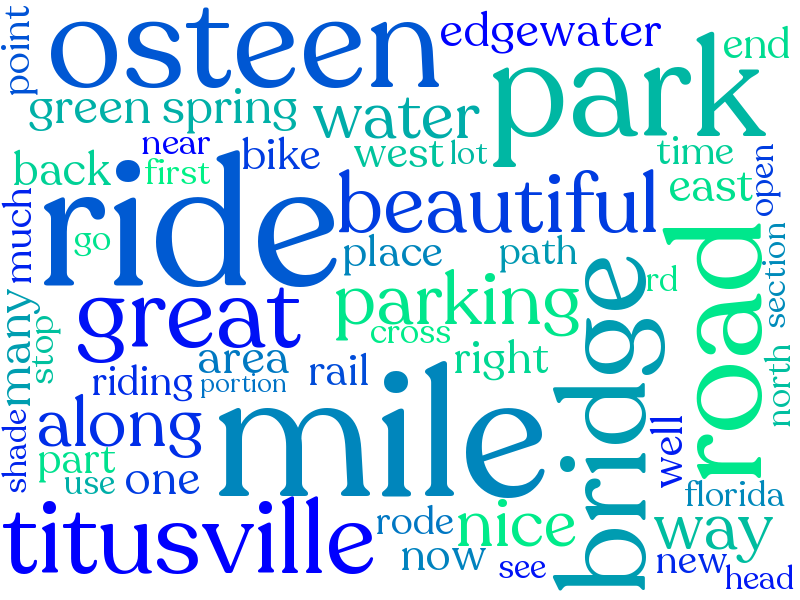 point
osteen
edgewater
end
park
green spring
water
near
bike
west
lot
time
back
first
ride
beautiful
east
open
much
go
place
path
road
section
great
parking
cross
rd
bridge
many
stop
area
portion
rail
right
north
riding
along
mile
well
shade
part
use
one
florida
titusville
rode
nice
way
now
see
new
head